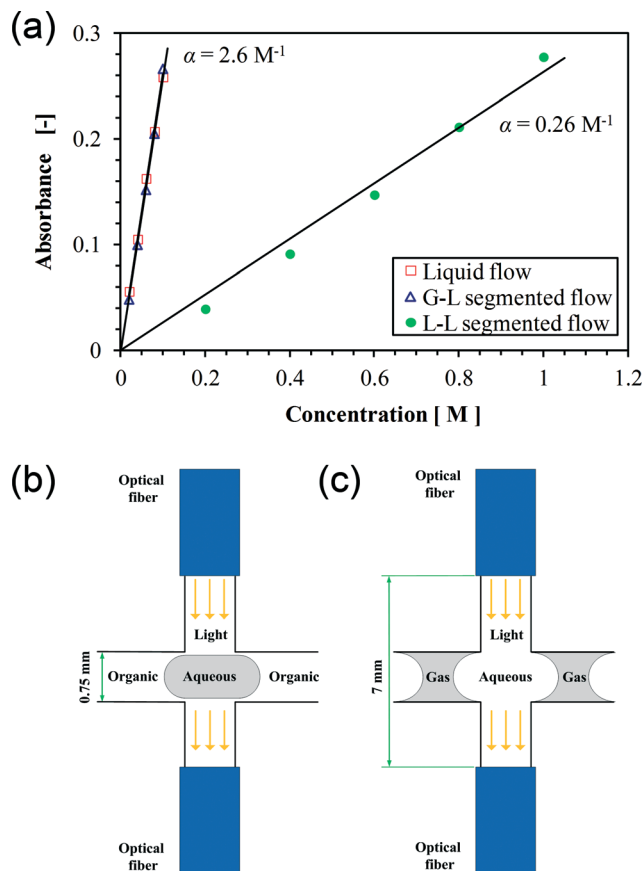 (a)
0.3
0.2
0.1
0
Absorbance [-]
α = 2.6 M⁻¹
α = 0.26 M⁻¹
Liquid flow
G-L segmented flow
L-L segmented flow
0
0.2
0.4
0.6
0.8
1
1.2
Concentration [ M ]
(b)
Optical
fiber
Light
0.75 mm
Organic
Aqueous
Organic
Optical
fiber
(c)
Optical
fiber
Light
7 mm
Gas
Aqueous
Gas
Optical
fiber